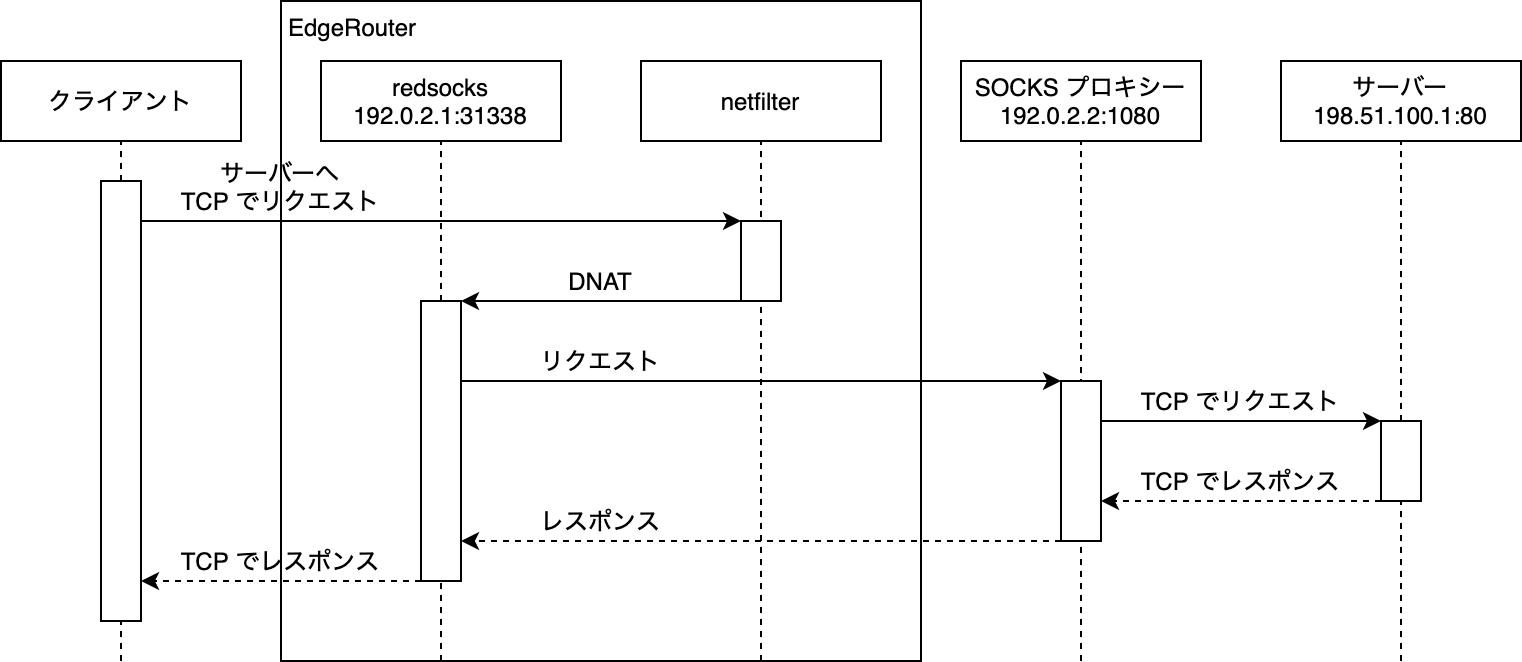 EdgeRouter
クライアント
redsocks
192.0.2.1:31338
netfilter
SOCKS プロキシー
192.0.2.2:1080
サーバー
198.51.100.1:80
サーバーへ
TCP でリクエスト
DNAT
リクエスト
TCP でリクエスト
TCP でレスポンス
レスポンス
TCP でレスポンス